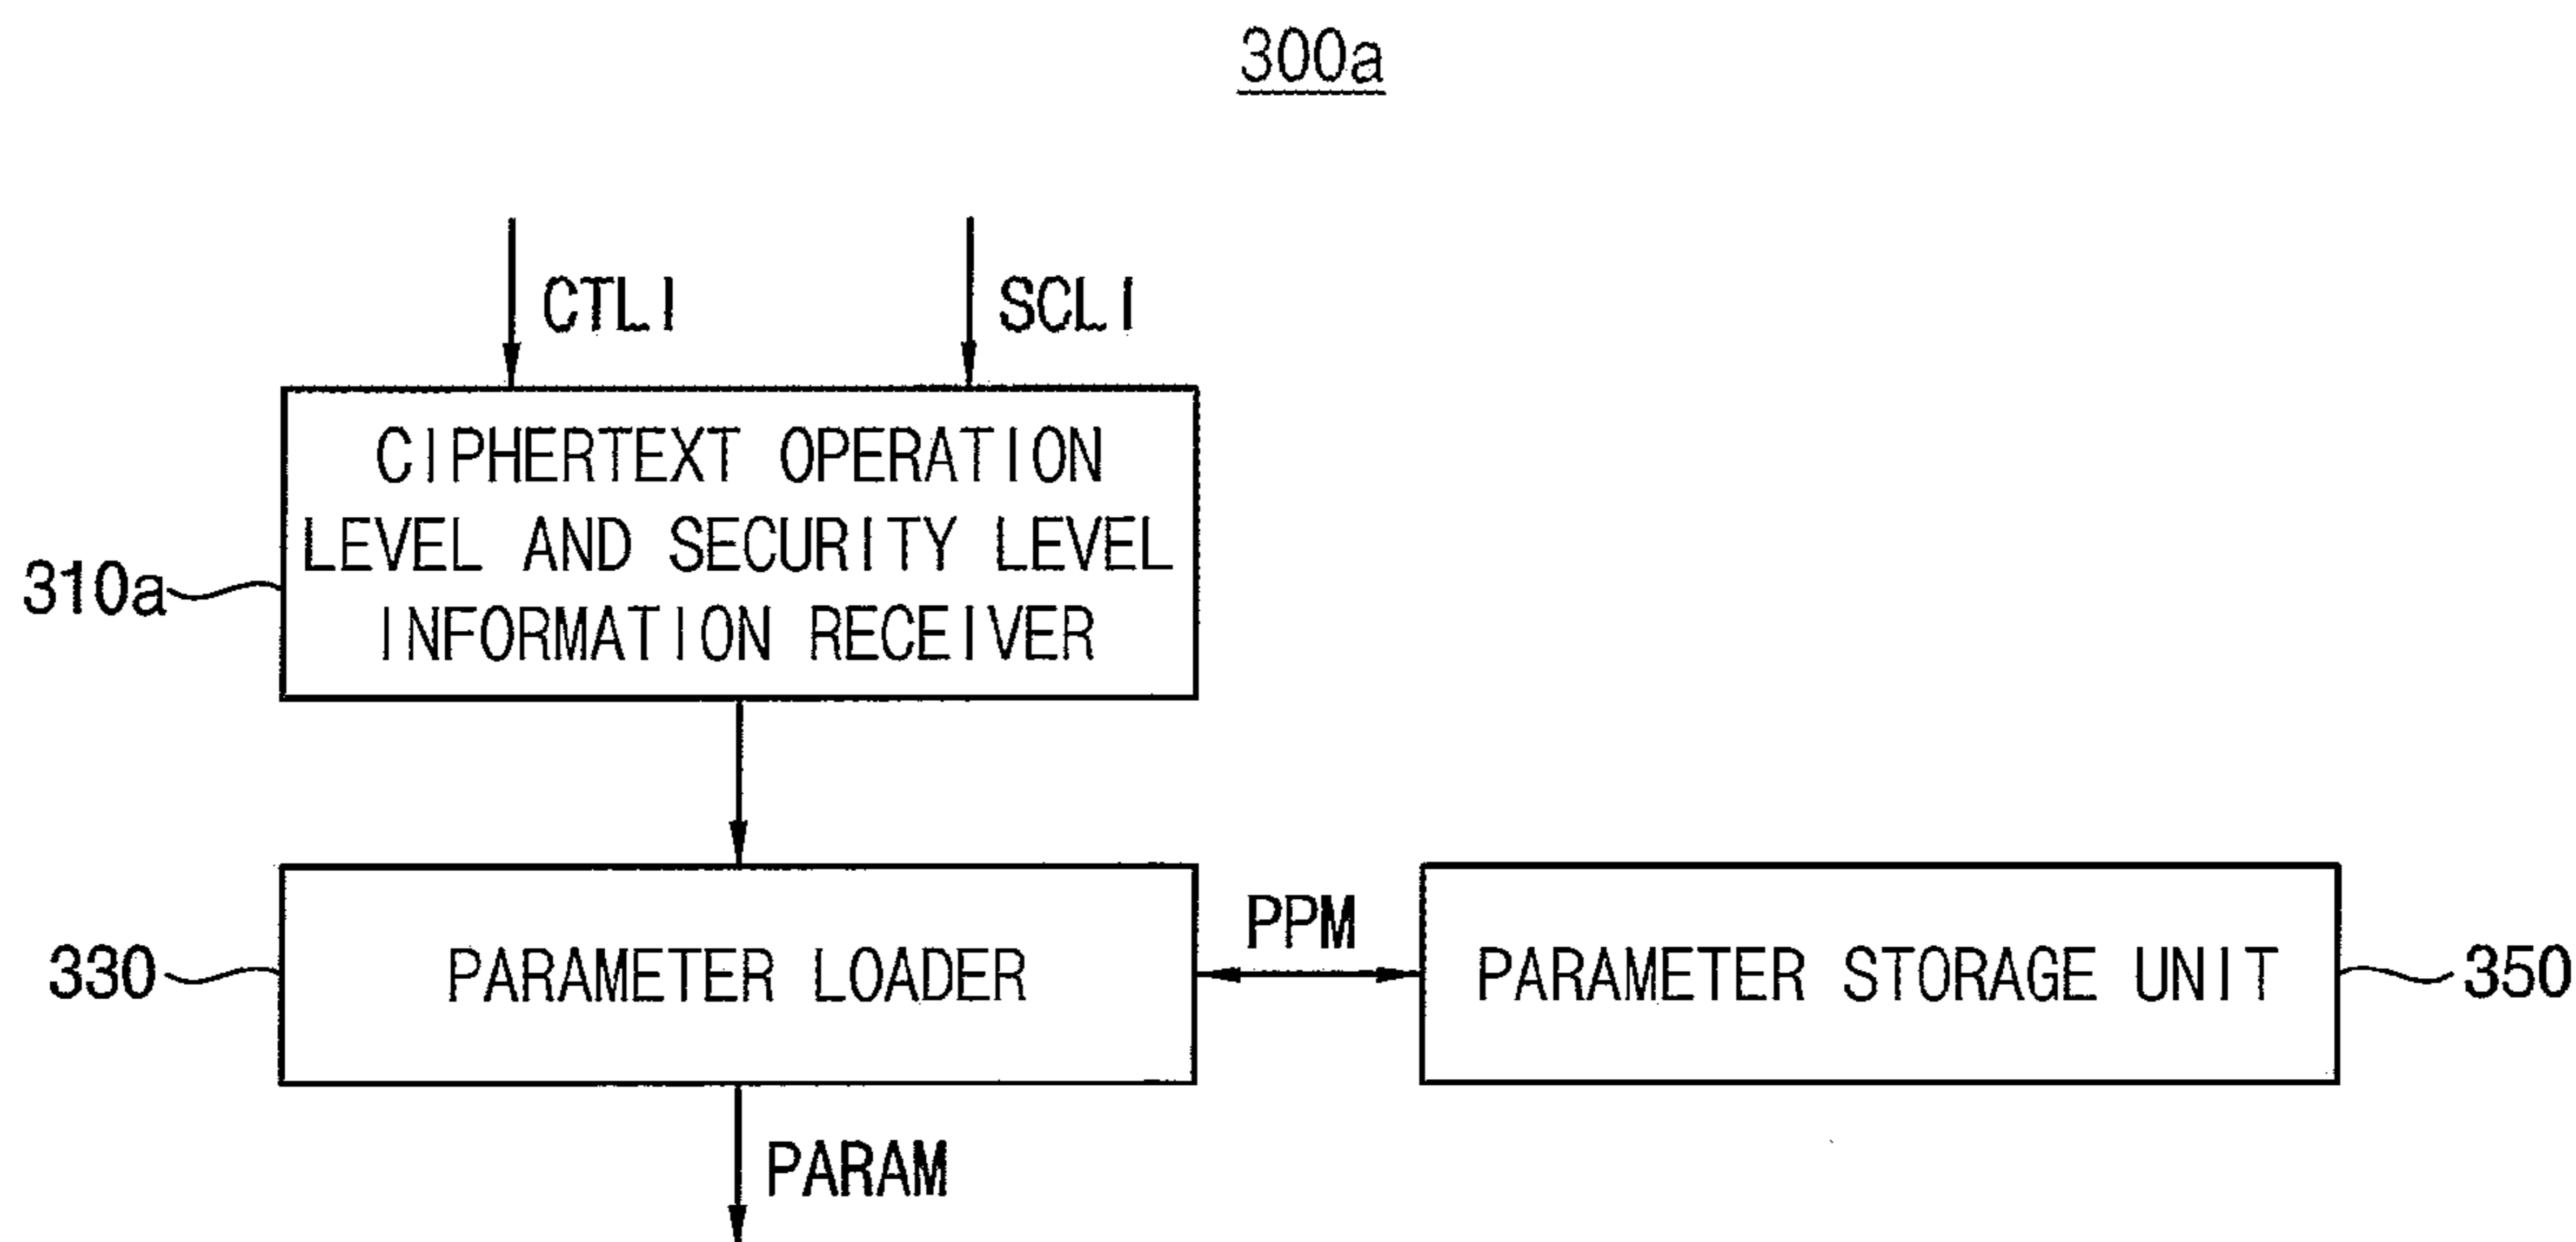 300a
CTLI
SCLI
CIPHERTEXT OPERATION
LEVEL AND SECURITY LEVEL
INFORMATION RECEIVER
310a
330
PARAMETER LOADER
PPM
PARAMETER STORAGE UNIT
350
PARAM